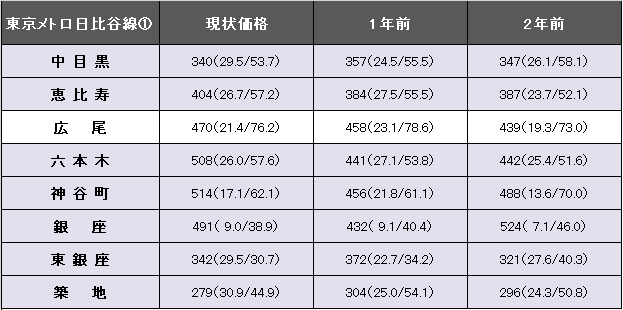 東京メトロ日比谷線① 現状価格 1年前 2年前
中目黒 340(29.5/53.7) 357(24.5/55.5) 347(26.1/58.1)
恵比寿 404(26.7/57.2) 384(27.5/55.5) 387(23.7/52.1)
広尾 470(21.4/76.2) 458(23.1/78.6) 439(19.3/73.0)
六本木 508(26.0/57.6) 441(27.1/53.8) 442(25.4/51.6)
神谷町 514(17.1/62.1) 456(21.8/61.1) 488(13.6/70.0)
銀座 491( 9.0/38.9) 432( 9.1/40.4) 524( 7.1/46.0)
東銀座 342(29.5/30.7) 372(22.7/34.2) 321(27.6/40.3)
築地 279(30.9/44.9) 304(25.0/54.1) 296(24.3/50.8)